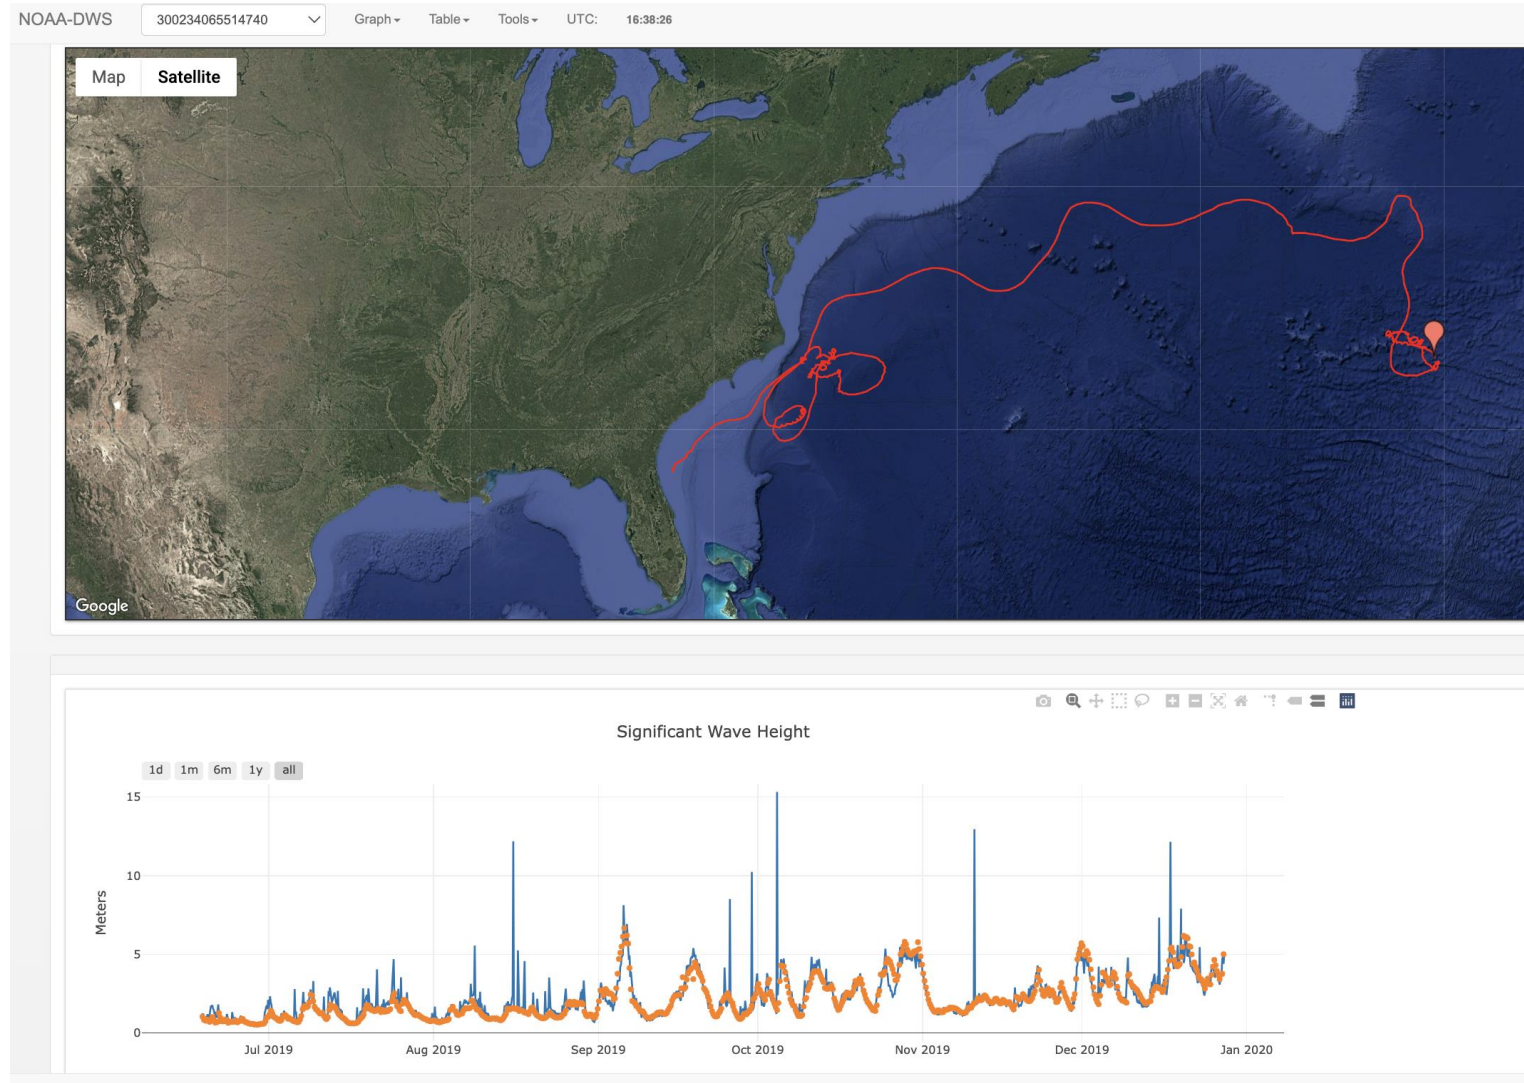 NOAA-DWS 300234065514740 Graph Table Tools UTC: 16:38:26
Map Satellite
Google
Significant Wave Height
1d 1m 6m 1y all
15
10
5
0
Meters
Jul 2019 Aug 2019 Sep 2019 Oct 2019 Nov 2019 Dec 2019 Jan 2020